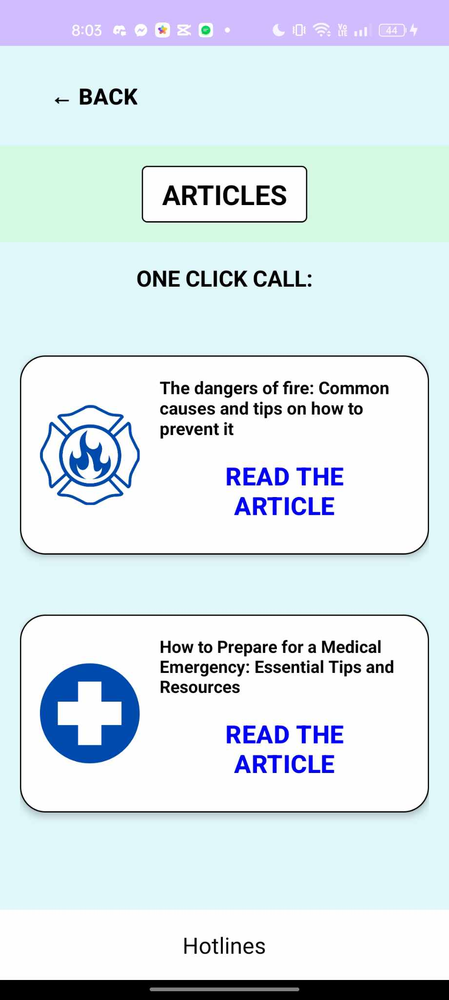 8:03
Vo
LTE
44
← BACK
ARTICLES
ONE CLICK CALL:
The dangers of fire: Common
causes and tips on how to
prevent it
READ THE
ARTICLE
How to Prepare for a Medical
Emergency: Essential Tips and
Resources
READ THE
ARTICLE
Hotlines